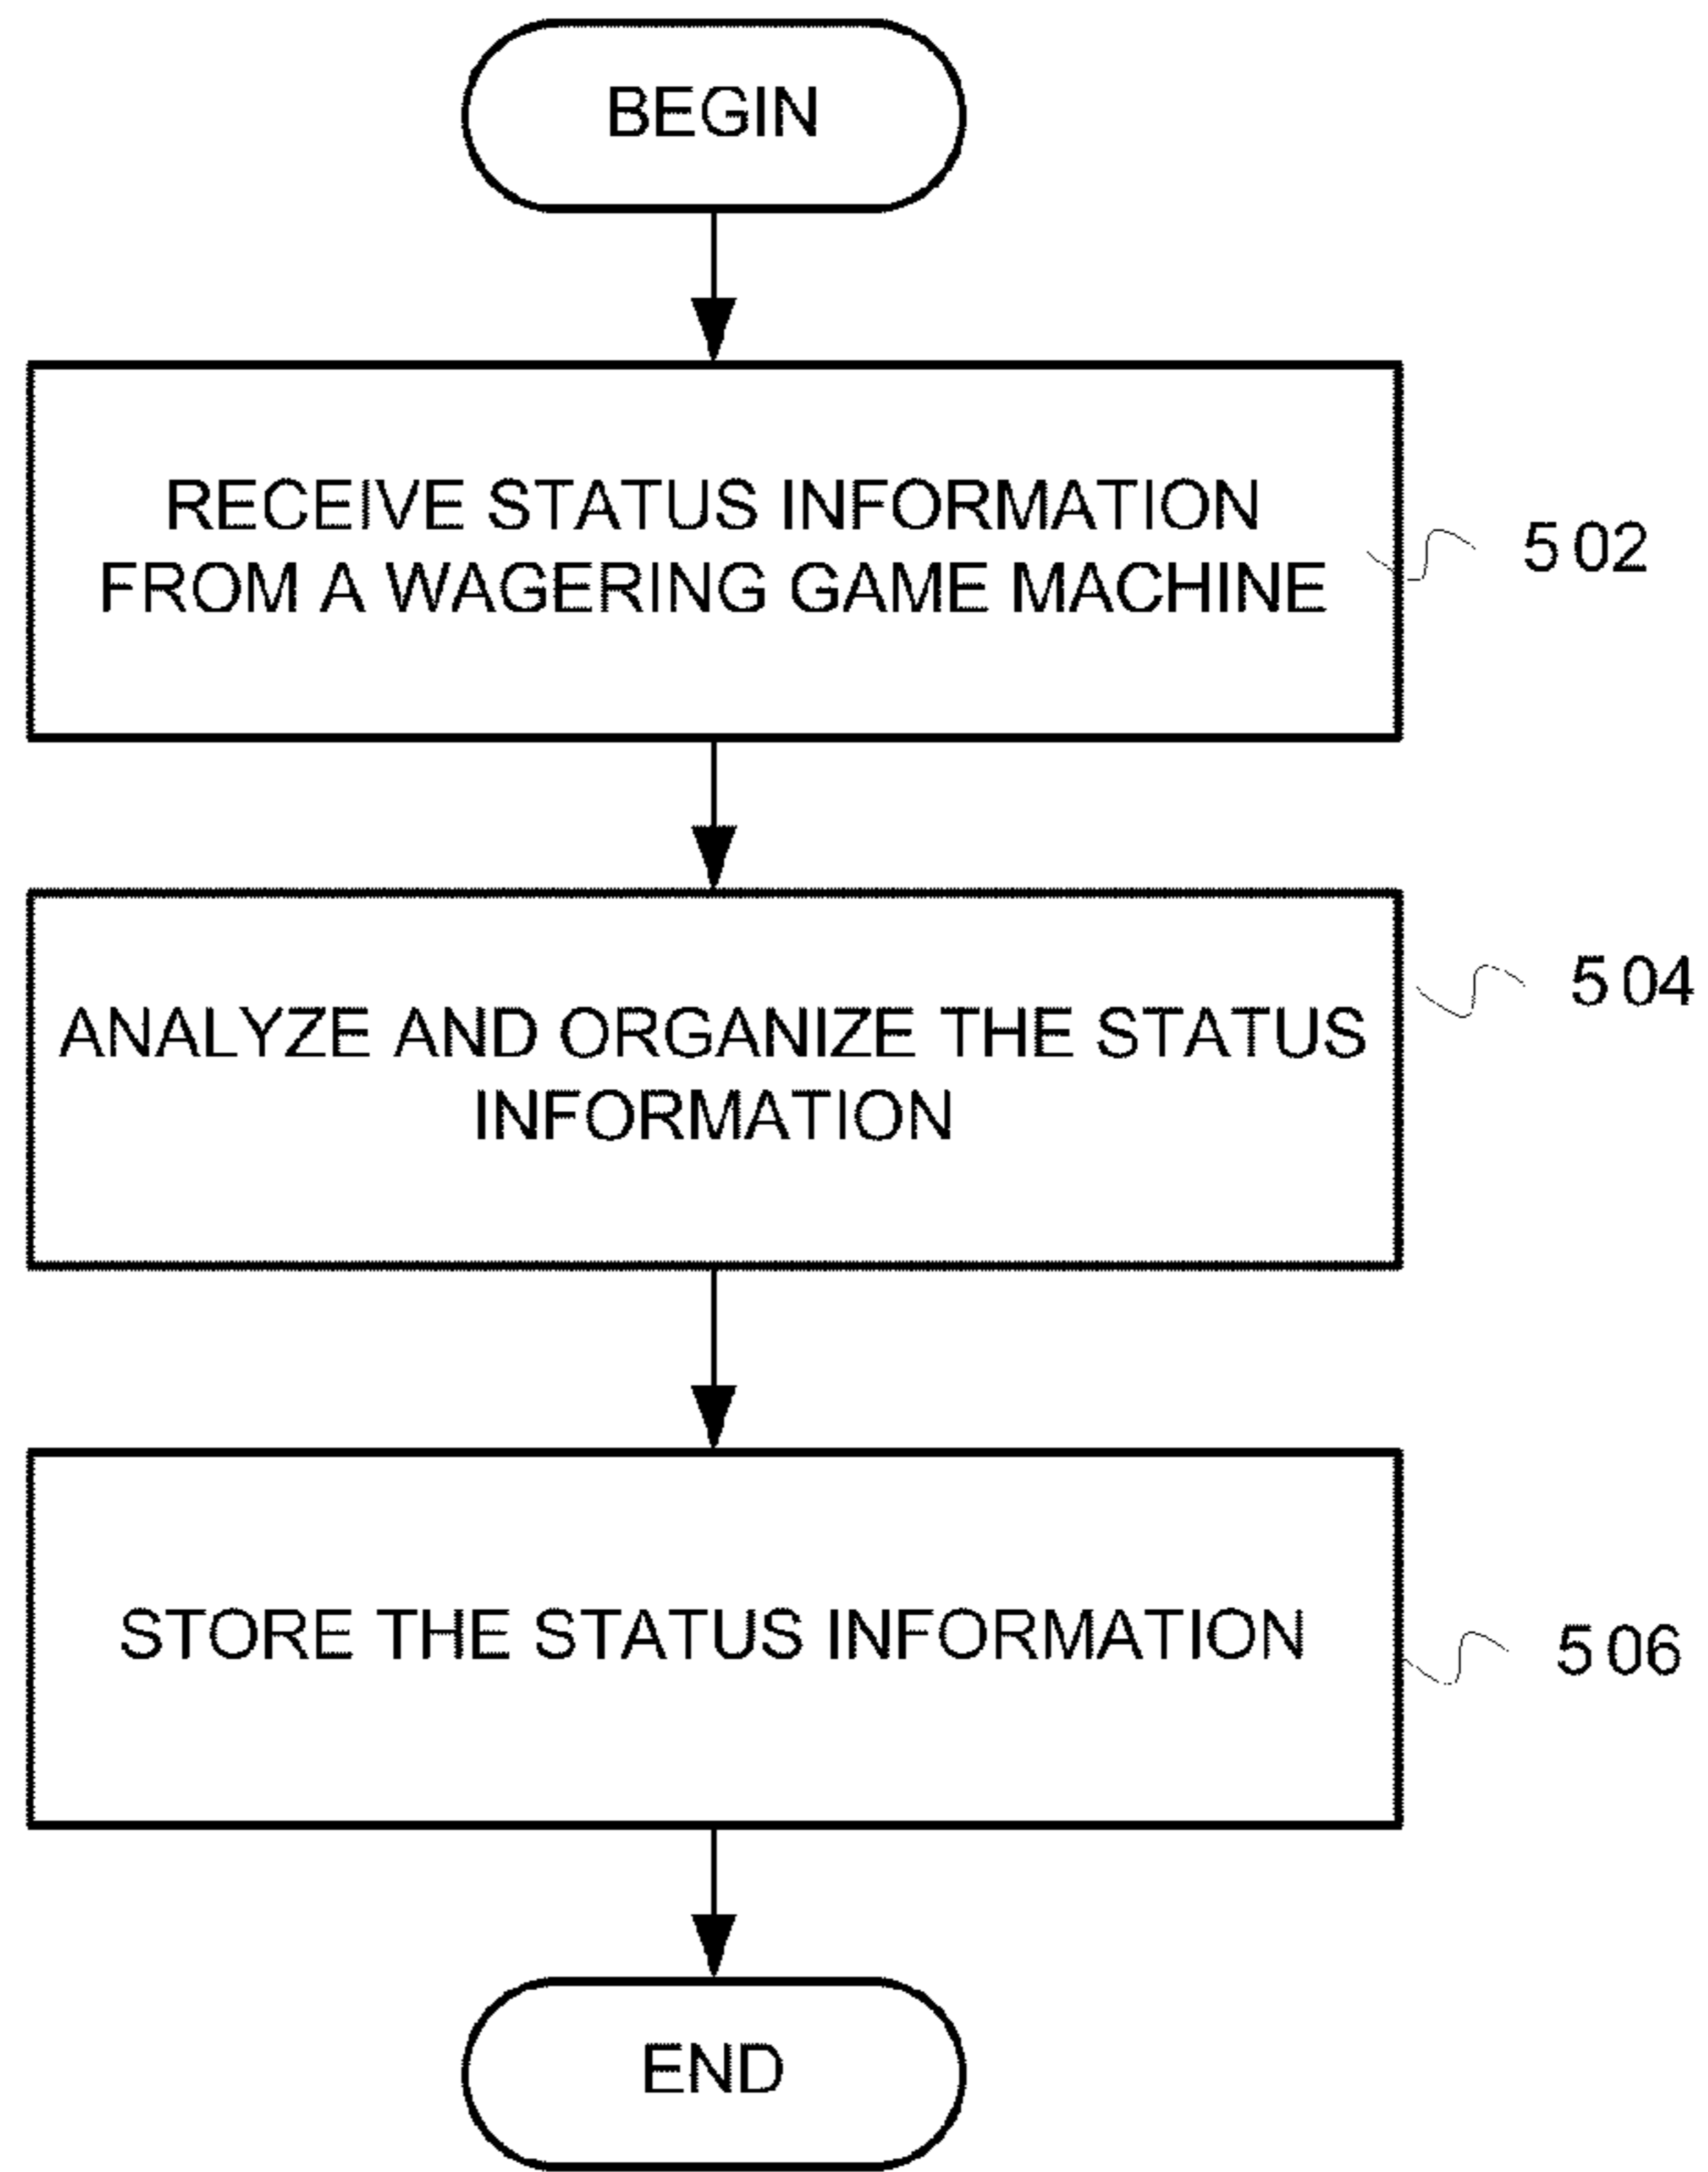 BEGIN
RECEIVE STATUS INFORMATION
FROM A WAGERING GAME MACHINE
502
ANALYZE AND ORGANIZE THE STATUS
INFORMATION
504
STORE THE STATUS INFORMATION
506
END